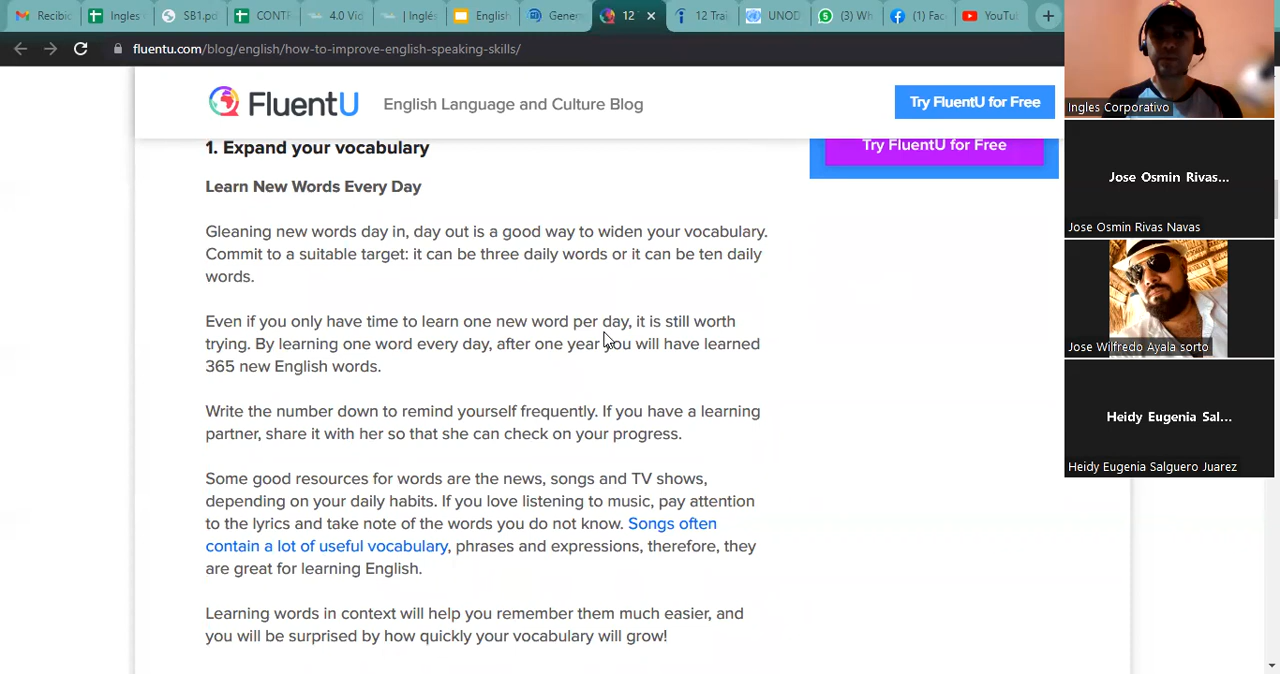 Recibic
Ingles
SB1.pd
CONTF
4.0 Vid
| Inglé
English
Gener
12
12 Trai
UNOD
(3) Wh
(1) Fac
YouTu
fluentu.com/blog/english/how-to-improve-english-speaking-skills/
FluentU
English Language and Culture Blog
Try FluentU for Free
Try FluentU for Free
1. Expand your vocabulary
Learn New Words Every Day
Gleaning new words day in, day out is a good way to widen your vocabulary.
Commit to a suitable target: it can be three daily words or it can be ten daily
words.
Even if you only have time to learn one new word per day, it is still worth
trying. By learning one word every day, after one year you will have learned
365 new English words.
Write the number down to remind yourself frequently. If you have a learning
partner, share it with her so that she can check on your progress.
Some good resources for words are the news, songs and TV shows,
depending on your daily habits. If you love listening to music, pay attention
to the lyrics and take note of the words you do not know. Songs often
contain a lot of useful vocabulary, phrases and expressions, therefore, they
are great for learning English.
Learning words in context will help you remember them much easier, and
you will be surprised by how quickly your vocabulary will grow!
Ingles Corporativo
Jose Osmin Rivas...
Jose Osmin Rivas Navas
Jose Wilfredo Ayala sorto
Heidy Eugenia Sal...
Heidy Eugenia Salguero Juarez